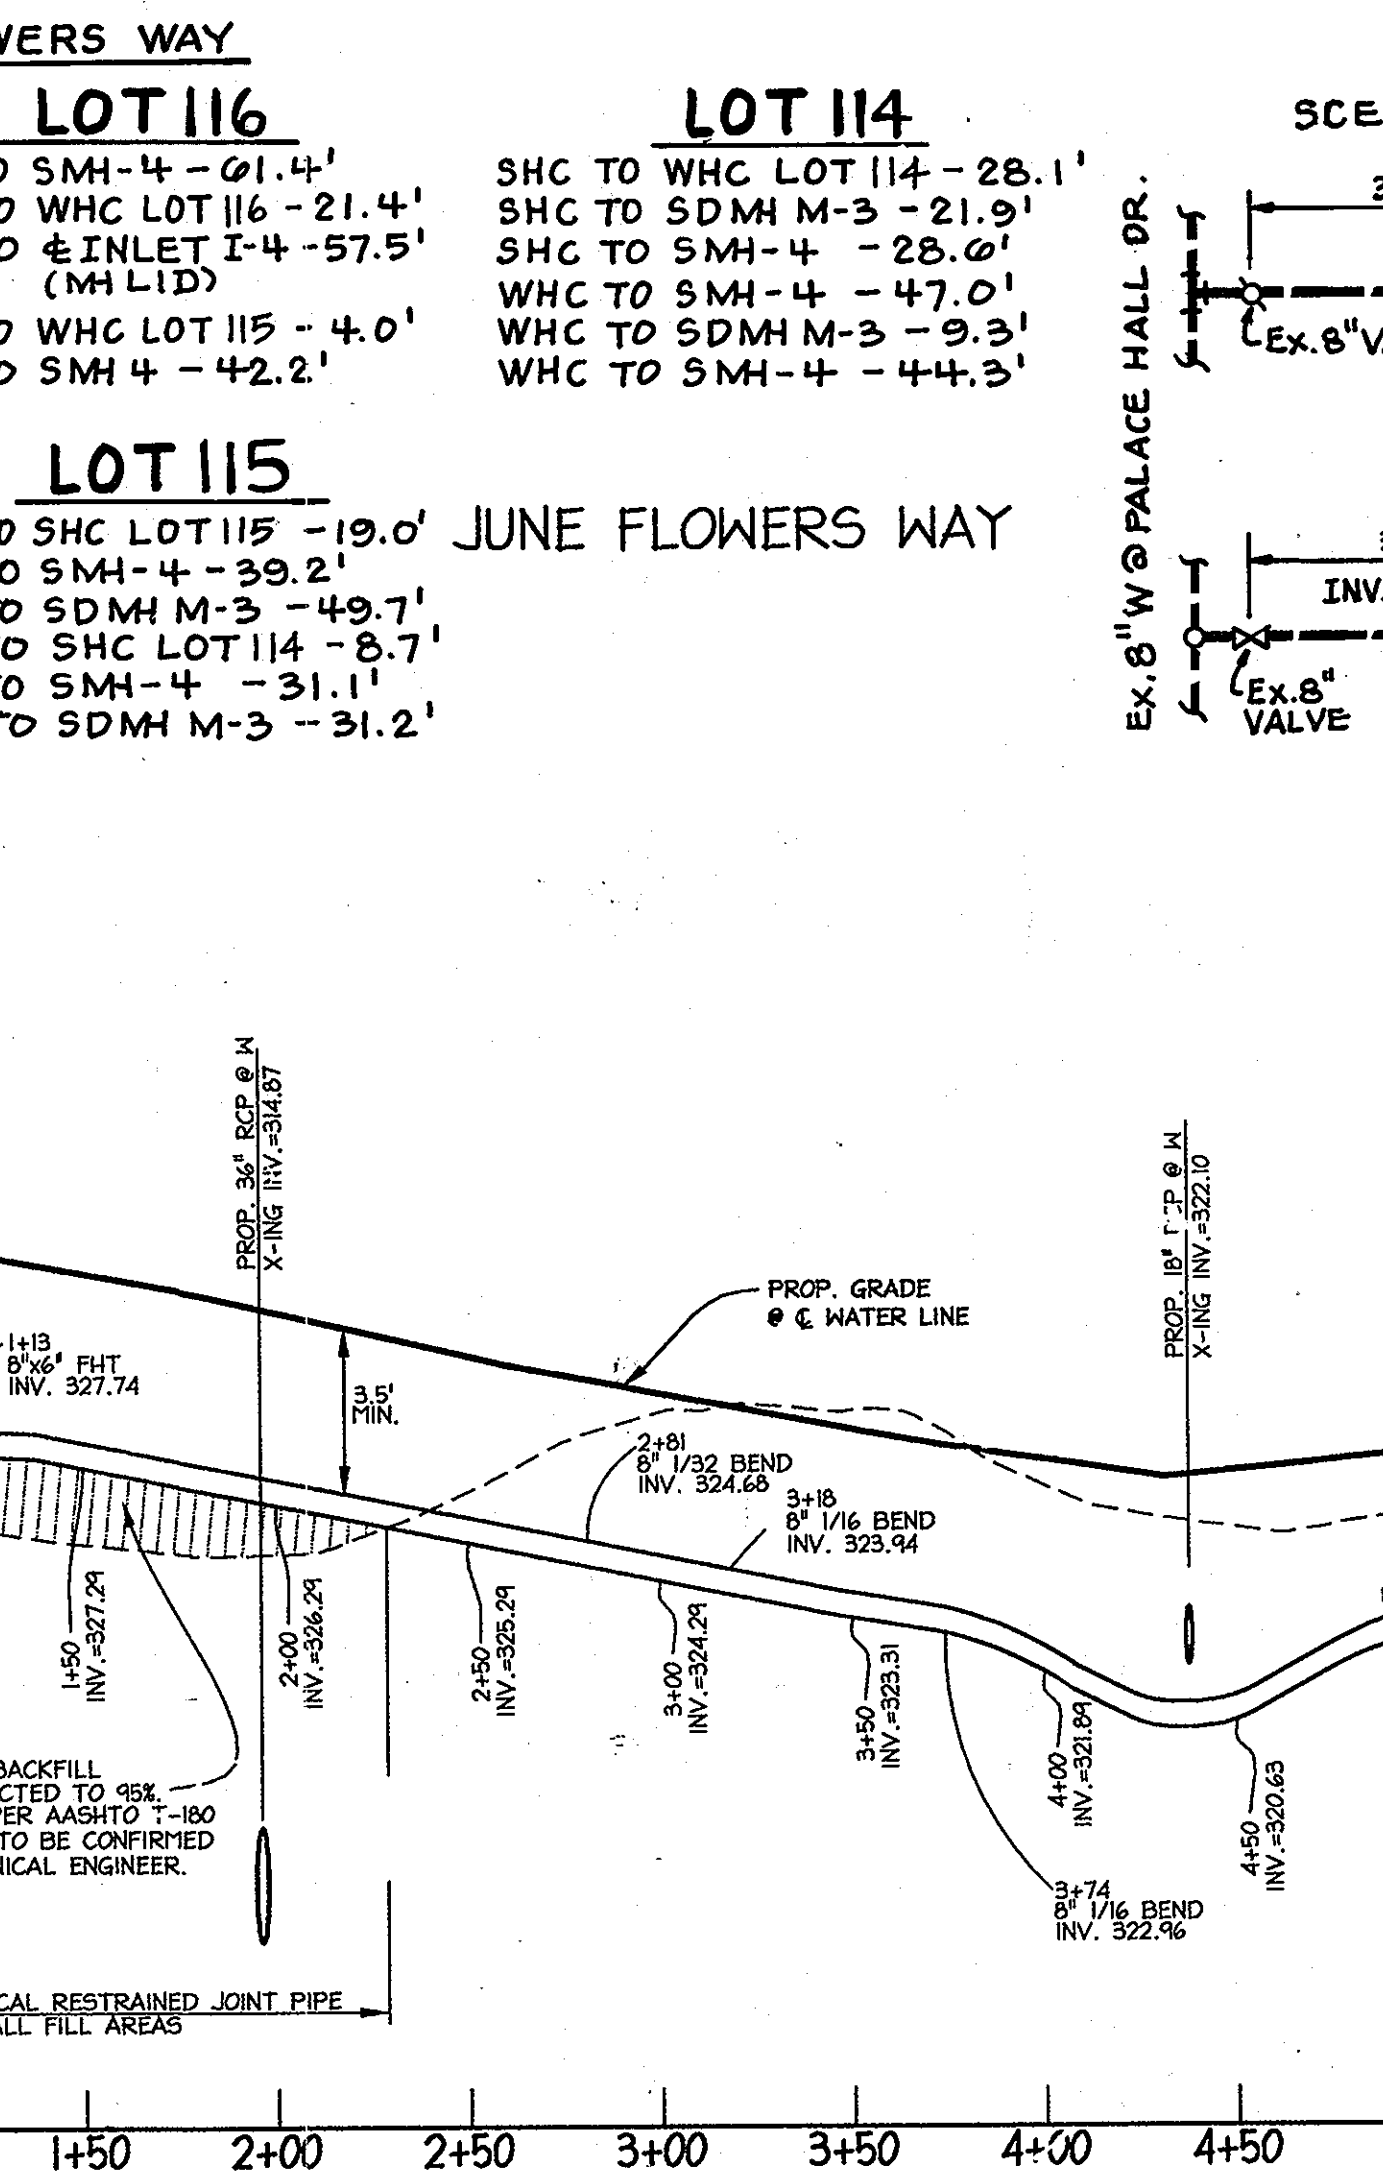 WERS WAY
LOT 116
SMH-4 - 61.4'
WHC LOT 116 - 21.4'
℄ INLET I-4 - 57.5'
(MH LID)
WHC LOT 115 - 4.0'
SMH 4 - 42.2'
LOT 115
SHC LOT 115 - 19.0'
SMH-4 - 39.2'
SDMH M-3 - 49.7'
SHC LOT 114 - 8.7'
TO SMH-4 - 31.1'
TO SDMH M-3 - 31.2'
LOT 114
SHC TO WHC LOT 114 - 28.1'
SHC TO SDMH M-3 - 21.9'
SHC TO SMH-4 - 28.6'
WHC TO SMH-4 - 47.0'
WHC TO SDMH M-3 - 9.3'
WHC TO SMH-4 - 44.3'
JUNE FLOWERS WAY
SCE
EX. 8" W @ PALACE HALL DR.
EX. 8" VA
INV.
EX. 8"
VALVE
PROP. 36" RCP @ W
X-ING INV.=314.87
PROP. 18" RCP @ W
X-ING INV.=322.10
PROP. GRADE
@ ℄ WATER LINE
1+13
8"x6" FHT
INV. 327.74
3.5'
MIN.
2+81
8" 1/32 BEND
INV. 324.68
3+18
8" 1/16 BEND
INV. 323.94
1+50
INV.=327.29
2+00
INV.=326.29
2+50
INV.=325.29
3+00
INV.=324.29
3+50
INV.=323.31
4+00
INV.=321.89
4+50
INV.=320.63
3+74
8" 1/16 BEND
INV. 322.96
BACKFILL
CTED TO 95%.
PER AASHTO T-180
TO BE CONFIRMED
NICAL ENGINEER.
CAL RESTRAINED JOINT PIPE
ALL FILL AREAS
1+50 2+00 2+50 3+00 3+50 4+00 4+50